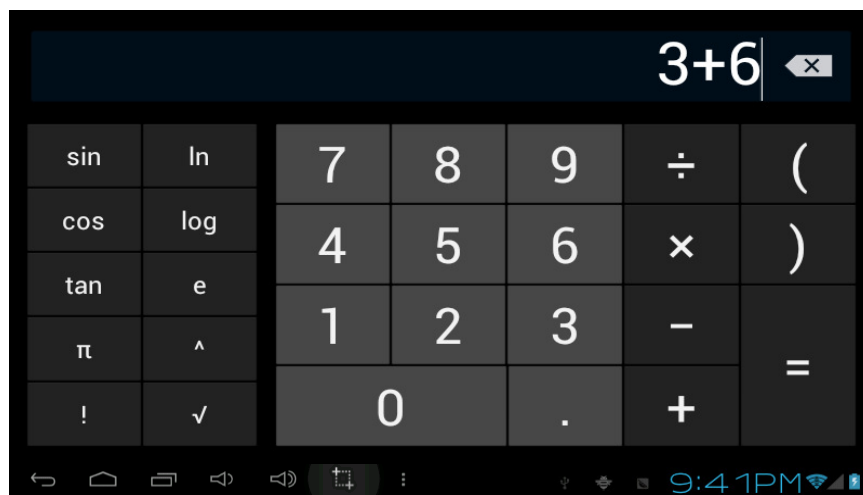 3+6
sin ln 7 8 9 ÷ (
cos log 4 5 6 × )
tan e 1 2 3 −
π ^ =
! √ 0 . +
9:41PM